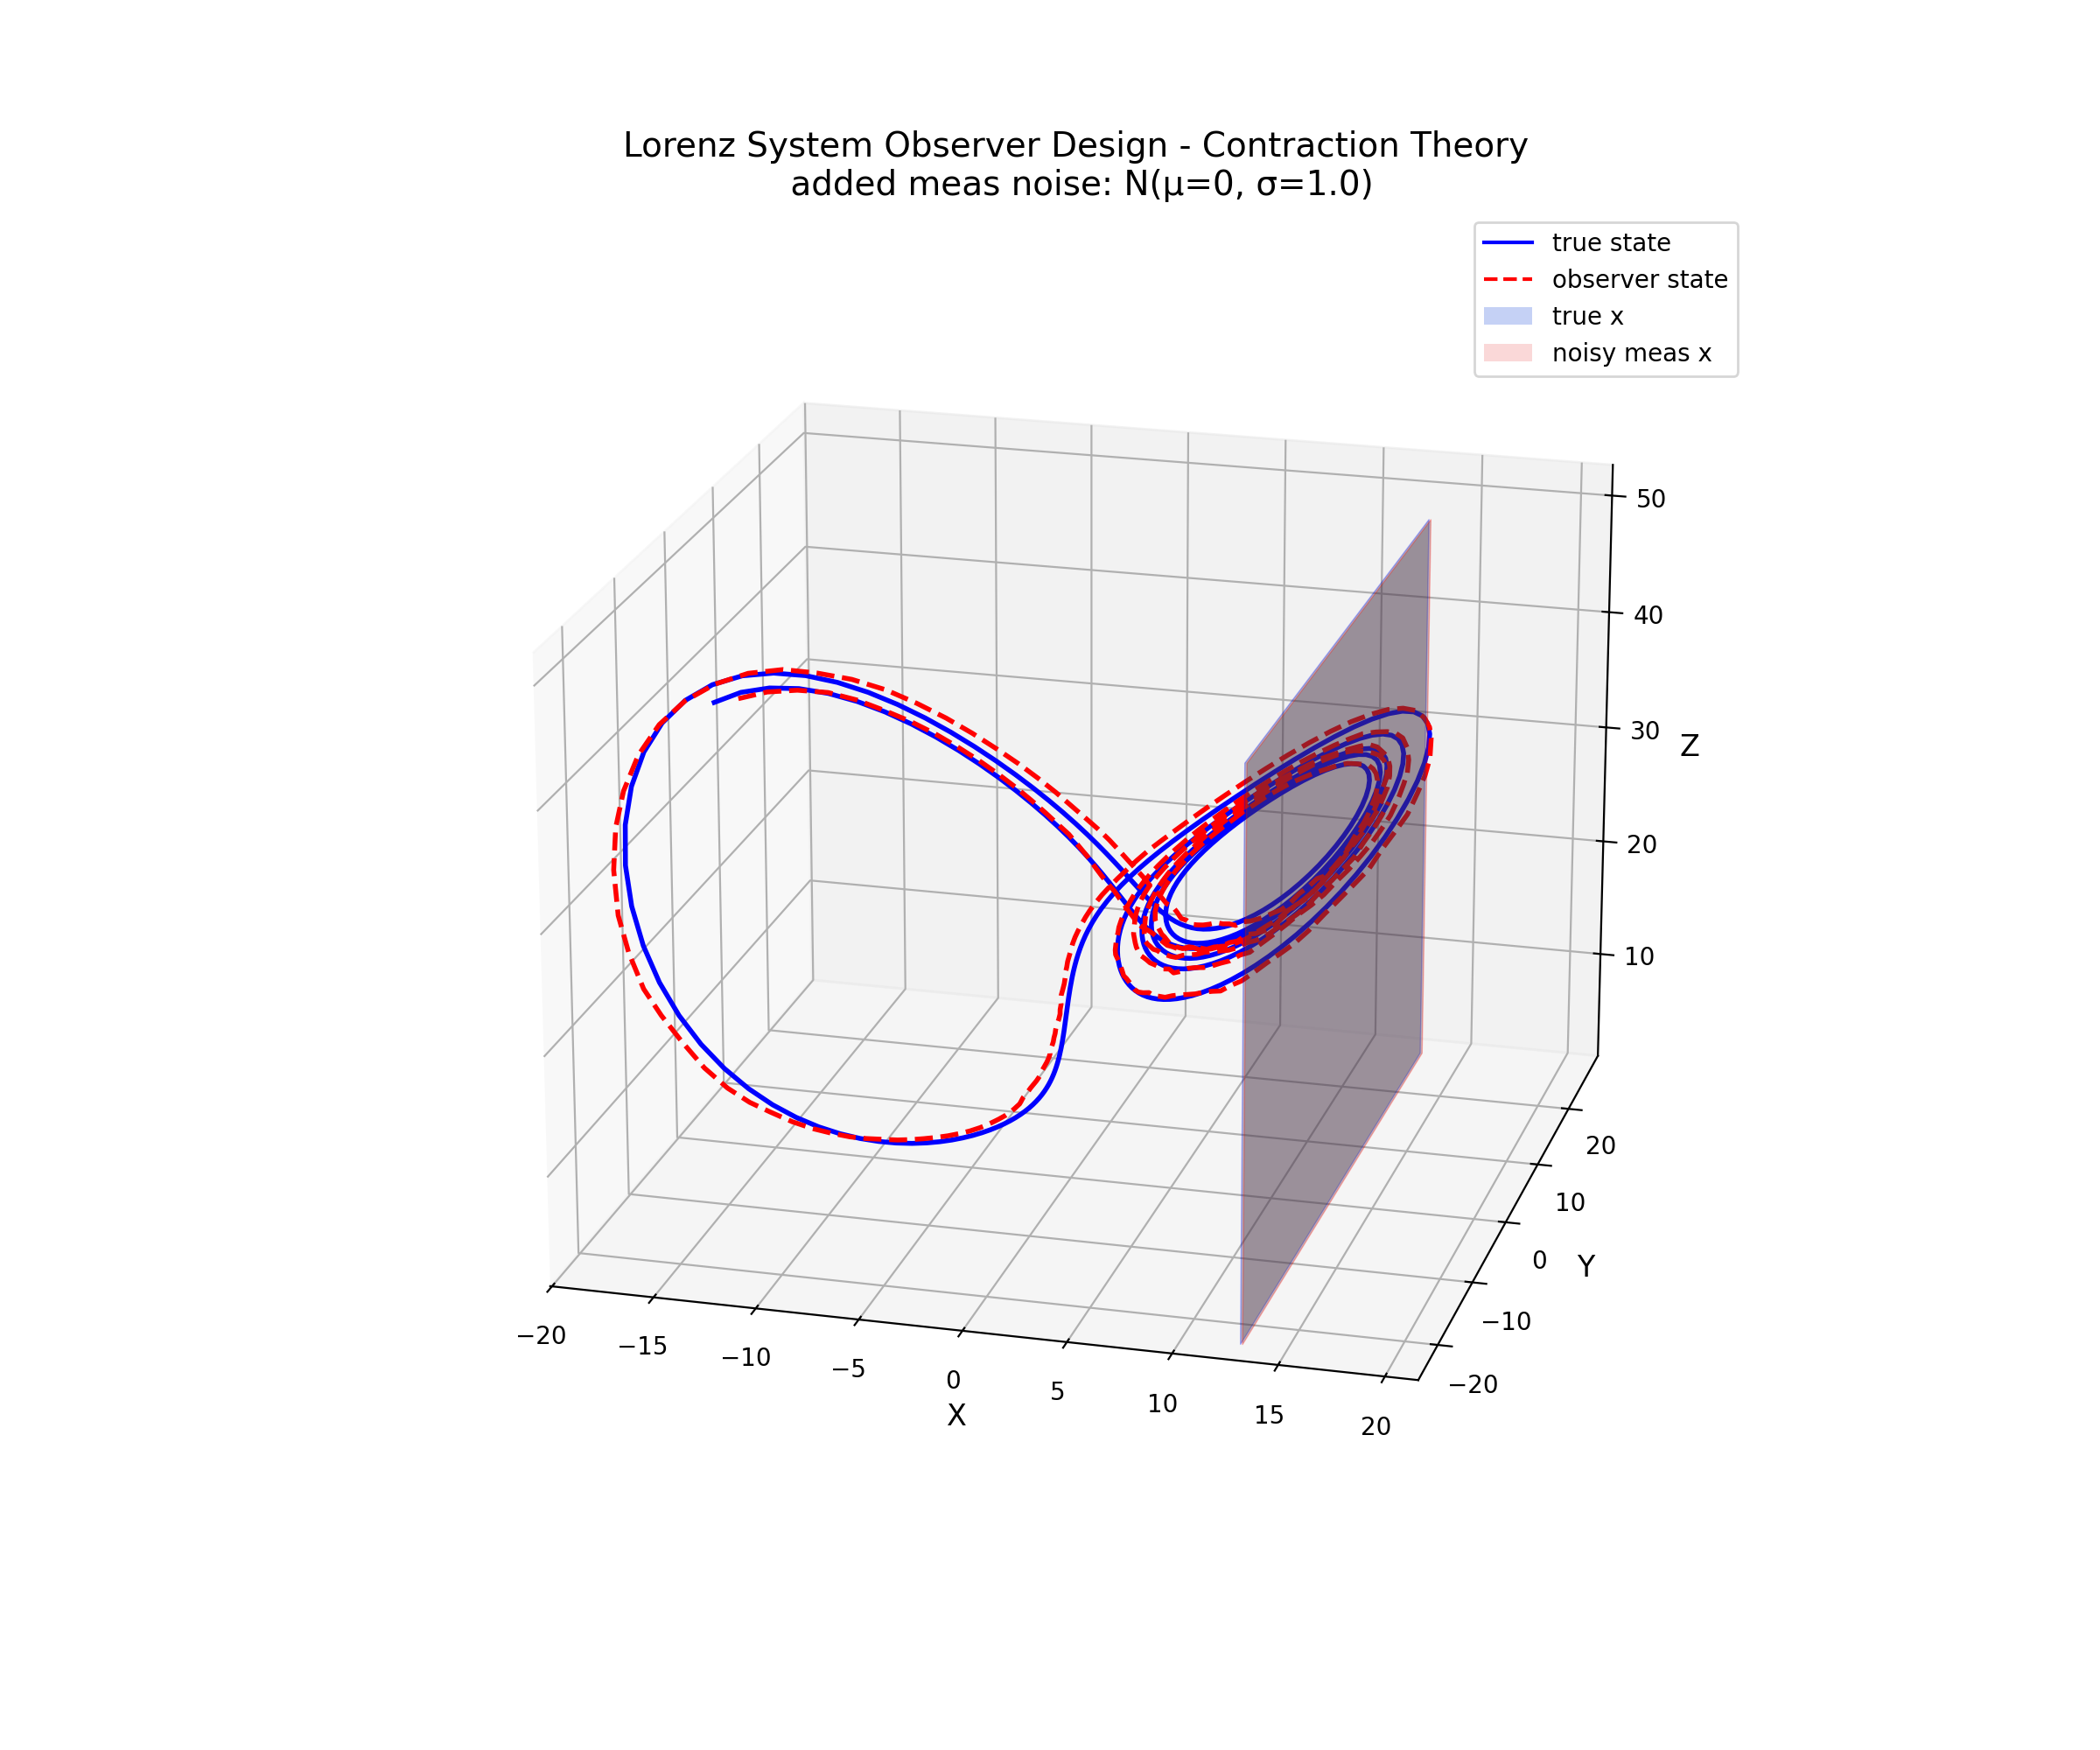 Lorenz System Observer Design - Contraction Theory
added meas noise: N(μ=0, σ=1.0)
true state
observer state
true x
noisy meas x
50
40
30
Z
20
10
20
10
0
Y
−10
−20
−20
−15
−10
−5
0
5
10
15
20
X